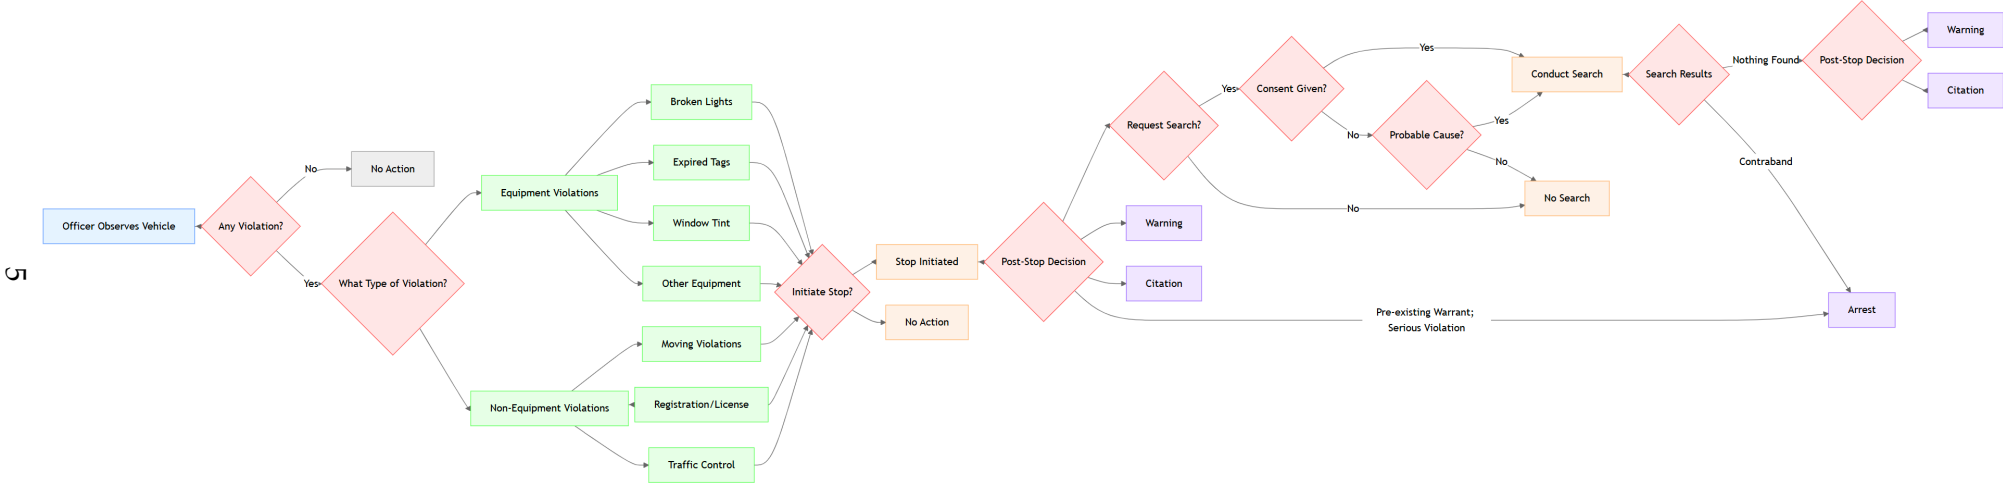 5
Officer Observes Vehicle
Any Violation?
No
No Action
Yes
What Type of Violation?
Equipment Violations
Non-Equipment Violations
Broken Lights
Expired Tags
Window Tint
Other Equipment
Moving Violations
Registration/License
Traffic Control
Initiate Stop?
Stop Initiated
No Action
Post-Stop Decision
Request Search?
Warning
Citation
Pre-existing Warrant;
Serious Violation
Yes
No
Consent Given?
Yes
No
Probable Cause?
Yes
No
Conduct Search
No Search
Search Results
Nothing Found
Contraband
Post-Stop Decision
Warning
Citation
Arrest